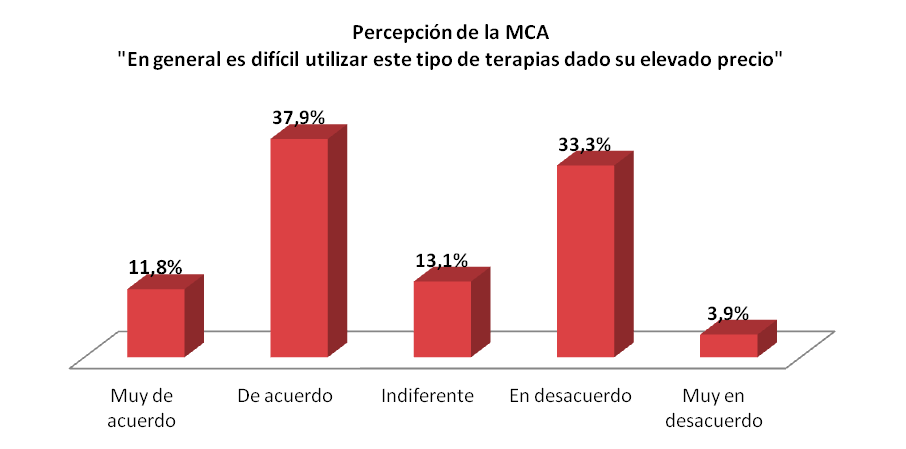 Percepción de la MCA
"En general es difícil utilizar este tipo de terapias dado su elevado precio"
37,9%
33,3%
11,8%
13,1%
3,9%
Muy de acuerdo
De acuerdo
Indiferente
En desacuerdo
Muy en desacuerdo